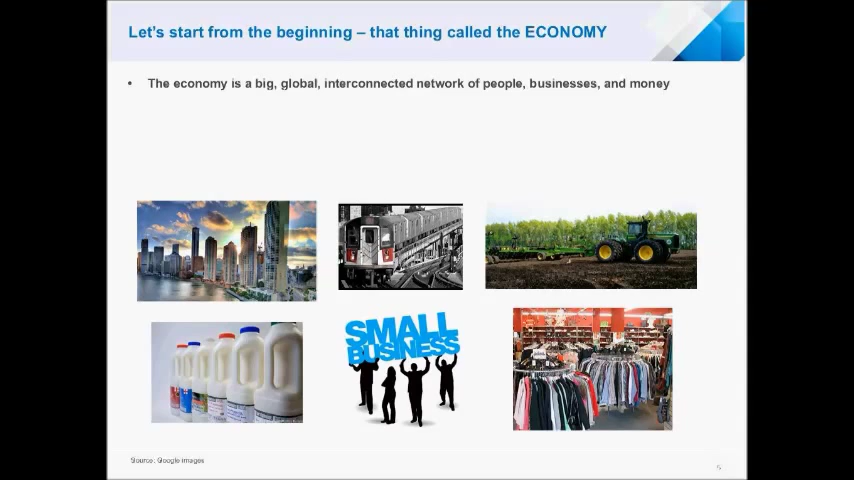 Let's start from the beginning – that thing called the ECONOMY
• The economy is a big, global, interconnected network of people, businesses, and money
SMALL
BUSINESS
Source: Google images